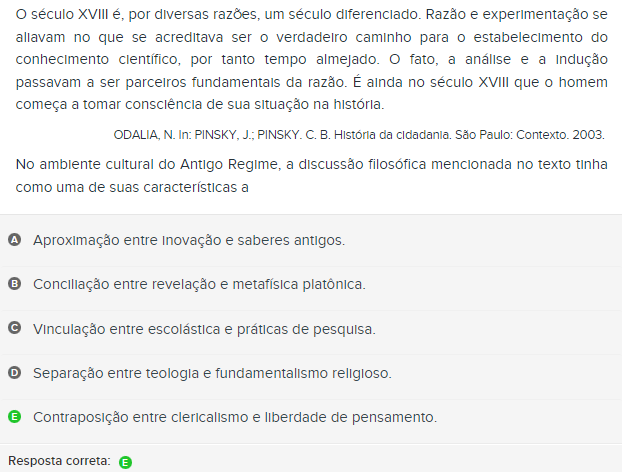 O século XVIII é, por diversas razões, um século diferenciado. Razão e experimentação se
aliavam no que se acreditava ser o verdadeiro caminho para o estabelecimento do
conhecimento científico, por tanto tempo almejado. O fato, a análise e a indução
passavam a ser parceiros fundamentais da razão. É ainda no século XVIII que o homem
começa a tomar consciência de sua situação na história.
ODALIA, N. In: PINSKY, J.; PINSKY. C. B. História da cidadania. São Paulo: Contexto. 2003.
No ambiente cultural do Antigo Regime, a discussão filosófica mencionada no texto tinha
como uma de suas características a
A Aproximação entre inovação e saberes antigos.
B Conciliação entre revelação e metafísica platônica.
C Vinculação entre escolástica e práticas de pesquisa.
D Separação entre teologia e fundamentalismo religioso.
E Contraposição entre clericalismo e liberdade de pensamento.
Resposta correta: E